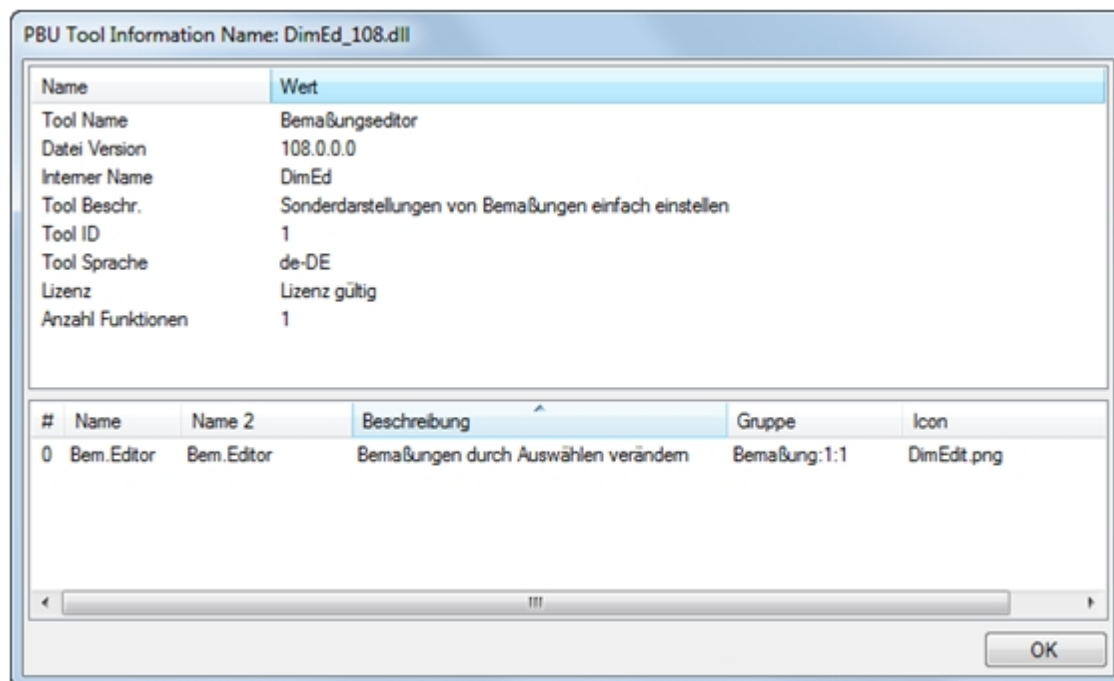 PBU Tool Information Name: DimEd_108.dll
Name Wert
Tool Name Bemaßungseditor
Datei Version 108.0.0.0
Interner Name DimEd
Tool Beschr. Sonderdarstellungen von Bemaßungen einfach einstellen
Tool ID 1
Tool Sprache de-DE
Lizenz Lizenz gültig
Anzahl Funktionen 1
# Name Name 2 Beschreibung Gruppe Icon
0 Bem.Editor Bem.Editor Bemaßungen durch Auswählen verändern Bemaßung:1:1 DimEdit.png
OK